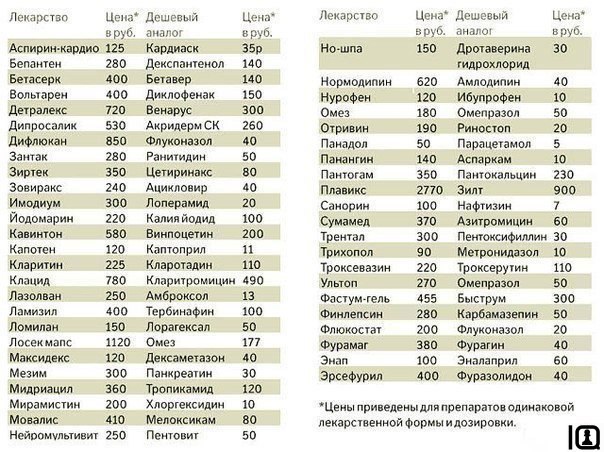 Лекарство Цена* в руб. Дешевый аналог Цена* в руб.
Аспирин-кардио 125 Кардиаск 35р
Бепантен 280 Декспантенол 140
Бетасерк 400 Бетавер 140
Вольтарен 400 Диклофенак 150
Детралекс 720 Венарус 300
Дипросалик 530 Акридерм СК 260
Дифлюкан 850 Флуконазол 40
Зантак 280 Ранитидин 50
Зиртек 350 Цетиринакс 80
Зовиракс 240 Ацикловир 40
Имодиум 300 Лоперамид 20
Йодомарин 220 Калия йодид 100
Кавинтон 580 Винпоцетин 200
Капотен 120 Каптоприл 11
Кларитин 225 Кларотадин 110
Клацид 780 Кларитромицин 490
Лазолван 250 Амброксол 13
Ламизил 400 Тербинафин 100
Ломилан 150 Лорагексал 50
Лосек мапс 1120 Омез 177
Максидекс 120 Дексаметазон 40
Мезим 300 Панкреатин 30
Мидриацил 360 Тропикамид 120
Мирамистин 200 Хлоргексидин 10
Мовалис 410 Мелоксикам 80
Нейромультивит 250 Пентовит 50
Лекарство Цена* в руб. Дешевый аналог Цена* в руб.
Но-шпа 150 Дротаверина гидрохлорид 30
Нормодипин 620 Амлодипин 40
Нурофен 120 Ибупрофен 10
Омез 180 Омепразол 50
Отривин 190 Риностоп 20
Панадол 50 Парацетамол 5
Панангин 140 Аспаркам 10
Пантогам 350 Пантокальцин 230
Плавикс 2770 Зилт 900
Санорин 100 Нафтизин 7
Сумамед 370 Азитромицин 60
Трентал 300 Пентоксифиллин 30
Трихопол 90 Метронидазол 10
Троксевазин 220 Троксерутин 110
Ультоп 270 Омепразол 50
Фастум-гель 455 Быструм 300
Финлепсин 280 Карбамазепин 50
Флюкостат 200 Флуконазол 20
Фурамаг 380 Фурагин 40
Энап 100 Эналаприл 60
Эрсефурил 400 Фуразолидон 40
*Цены приведены для препаратов одинаковой
лекарственной формы и дозировки.
IQ